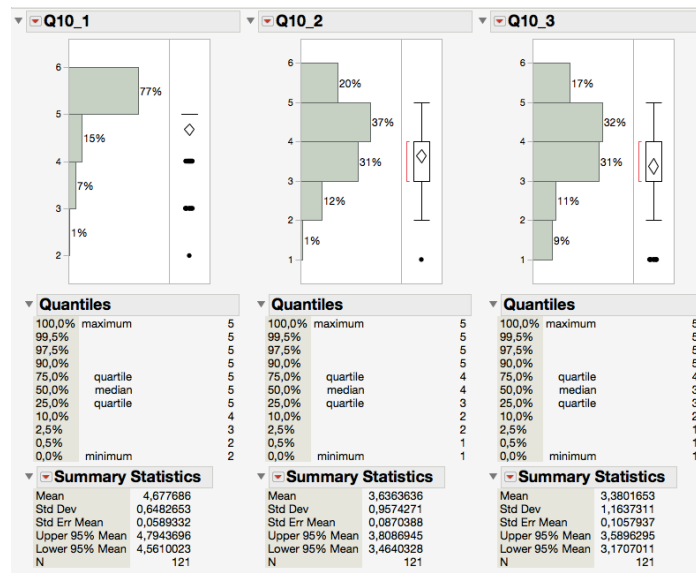 Q10_1
6
5
4
3
2
77%
15%
7%
1%
Quantiles
100,0% maximum 5
99,5% 5
97,5% 5
90,0% 5
75,0% quartile 5
50,0% median 5
25,0% quartile 5
10,0% 4
2,5% 3
0,5% 2
0,0% minimum 2
Summary Statistics
Mean 4,677686
Std Dev 0,6482653
Std Err Mean 0,0589332
Upper 95% Mean 4,7943696
Lower 95% Mean 4,5610023
N 121
Q10_2
6
5
4
3
2
1
20%
37%
31%
12%
1%
Quantiles
100,0% maximum 5
99,5% 5
97,5% 5
90,0% 5
75,0% quartile 4
50,0% median 4
25,0% quartile 3
10,0% 2
2,5% 2
0,5% 1
0,0% minimum 1
Summary Statistics
Mean 3,6363636
Std Dev 0,9574271
Std Err Mean 0,0870388
Upper 95% Mean 3,8086945
Lower 95% Mean 3,4640328
N 121
Q10_3
6
5
4
3
2
1
17%
32%
31%
11%
9%
Quantiles
100,0% maximum 5
99,5% 5
97,5% 5
90,0% 5
75,0% quartile 4
50,0% median 3
25,0% quartile 3
10,0% 2
2,5% 1
0,5% 1
0,0% minimum 1
Summary Statistics
Mean 3,3801653
Std Dev 1,1637311
Std Err Mean 0,1057937
Upper 95% Mean 3,5896295
Lower 95% Mean 3,1707011
N 121